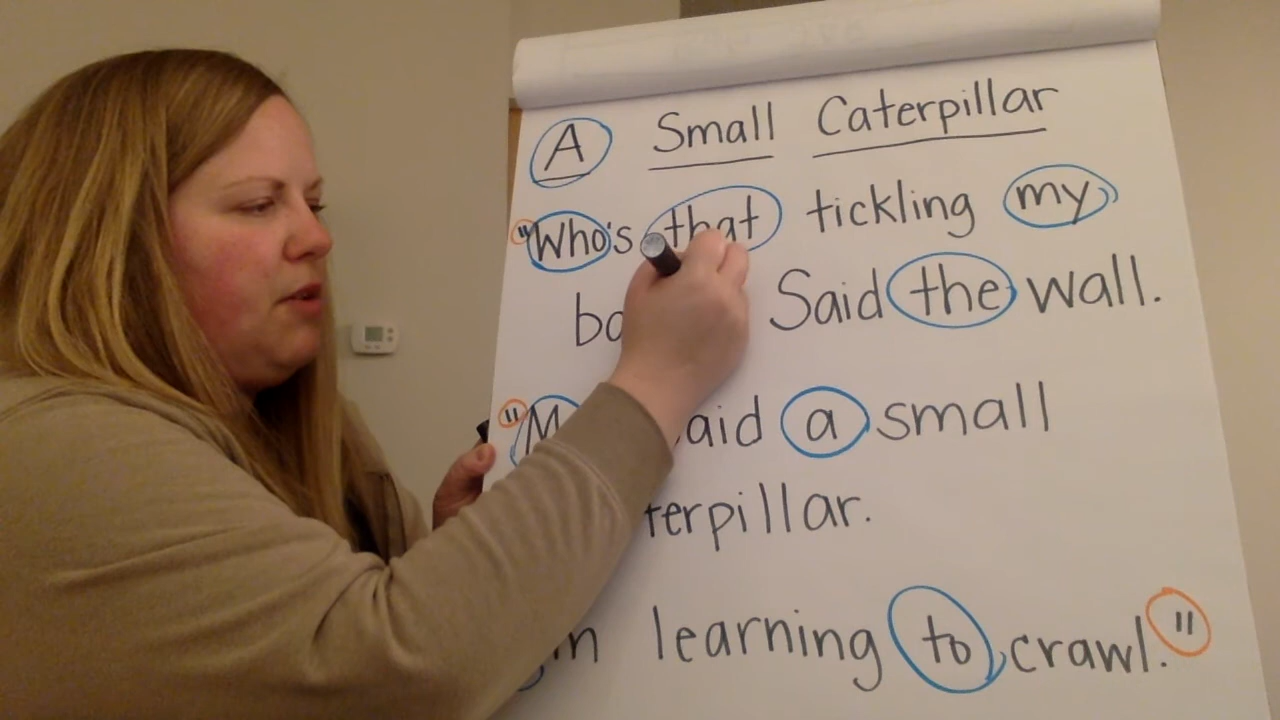 A Small Caterpillar
"Who's that tickling my
Said the wall.
a small
learning to crawl."